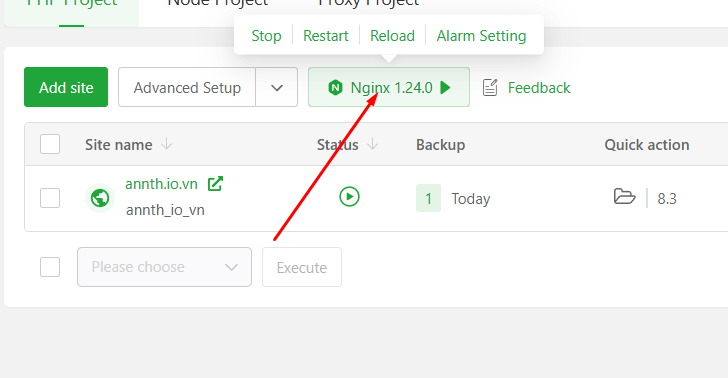 PHP Project Node Project Proxy Project
Stop Restart Reload Alarm Setting
Add site Advanced Setup Nginx 1.24.0 Feedback
Site name Status Backup Quick action
annth.io.vn
annth_io_vn 1 Today 8.3
Please choose Execute